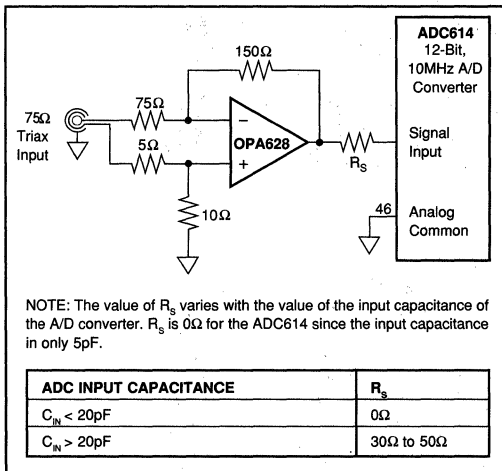 ADC614
12-Bit,
10MHz A/D
Converter
150Ω
75Ω
75Ω
Triax
Input
5Ω
–
OPA628
+
R_S
Signal
Input
10Ω
46
Analog
Common
NOTE: The value of R_S varies with the value of the input capacitance of
the A/D converter. R_S is 0Ω for the ADC614 since the input capacitance
in only 5pF.
ADC INPUT CAPACITANCE R_S
C_IN < 20pF 0Ω
C_IN > 20pF 30Ω to 50Ω